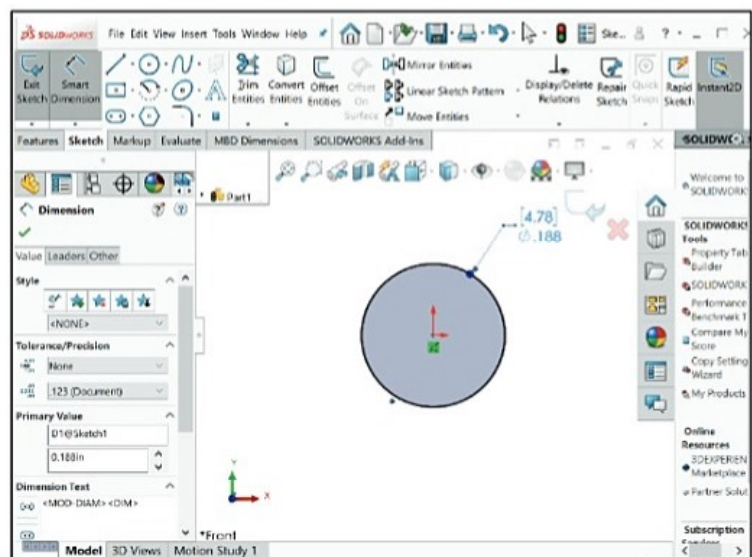 SOLIDWORKS File Edit View Insert Tools Window Help Ske... ?
Exit Sketch
Smart Dimension
Trim Entities
Convert Entities
Offset Entities
Offset On Surface
Mirror Entities
Linear Sketch Pattern
Move Entities
Display/Delete Relations
Repair Sketch
Quick Snaps
Rapid Sketch
Instant2D
Features Sketch Markup Evaluate MBD Dimensions SOLIDWORKS Add-Ins
Part1
Dimension
Value Leaders Other
Style
<NONE>
Tolerance/Precision
None
.123 (Document)
Primary Value
D1@Sketch1
0.188in
Dimension Text
<MOD-DIAM><DIM>
[4.78]
∅.188
Y
X
*Front
Model 3D Views Motion Study 1
Welcome to
SOLIDWORKS
Tools
Property Tab
Builder
SOLIDWORK
Performance
Benchmark T
Compare My
Score
Copy Setting
Wizard
My Products
Online
Resources
3DEXPERIEN
Marketplace
Partner Solut
Subscription